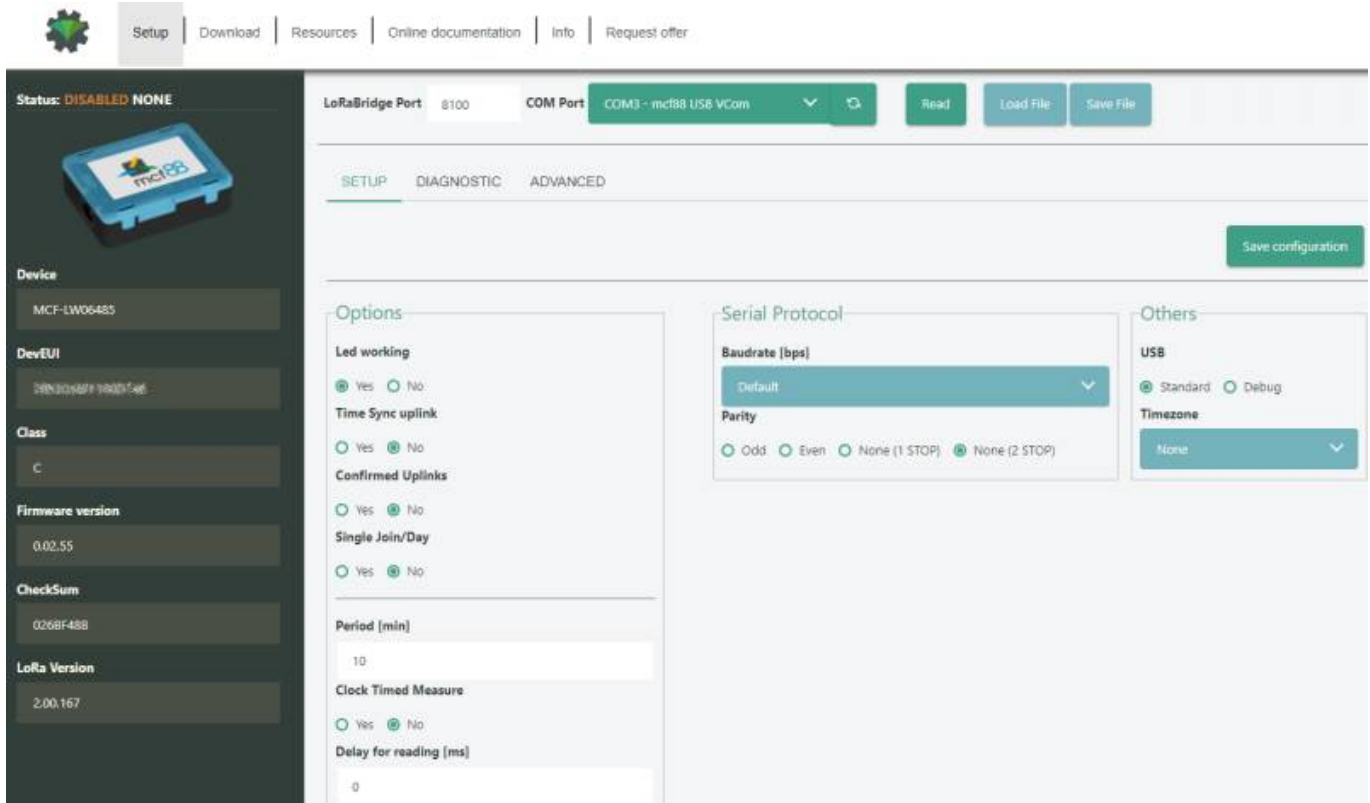 Setup Download Resources Online documentation Info Request offer
Status: DISABLED NONE
mcf88
Device
MCF-LW06485
DevEUI
Class
C
Firmware version
0.02.55
CheckSum
026BF48B
LoRa Version
2.00.167
LoRaBridge Port 8100 COM Port COM3 - mcf88 USB VCom Read Load File Save File
SETUP DIAGNOSTIC ADVANCED
Save configuration
Options
Led working
Yes No
Time Sync uplink
Yes No
Confirmed Uplinks
Yes No
Single Join/Day
Yes No
Period [min]
10
Clock Timed Measure
Yes No
Delay for reading [ms]
0
Serial Protocol
Baudrate [bps]
Default
Parity
Odd Even None (1 STOP) None (2 STOP)
Others
USB
Standard Debug
Timezone
None